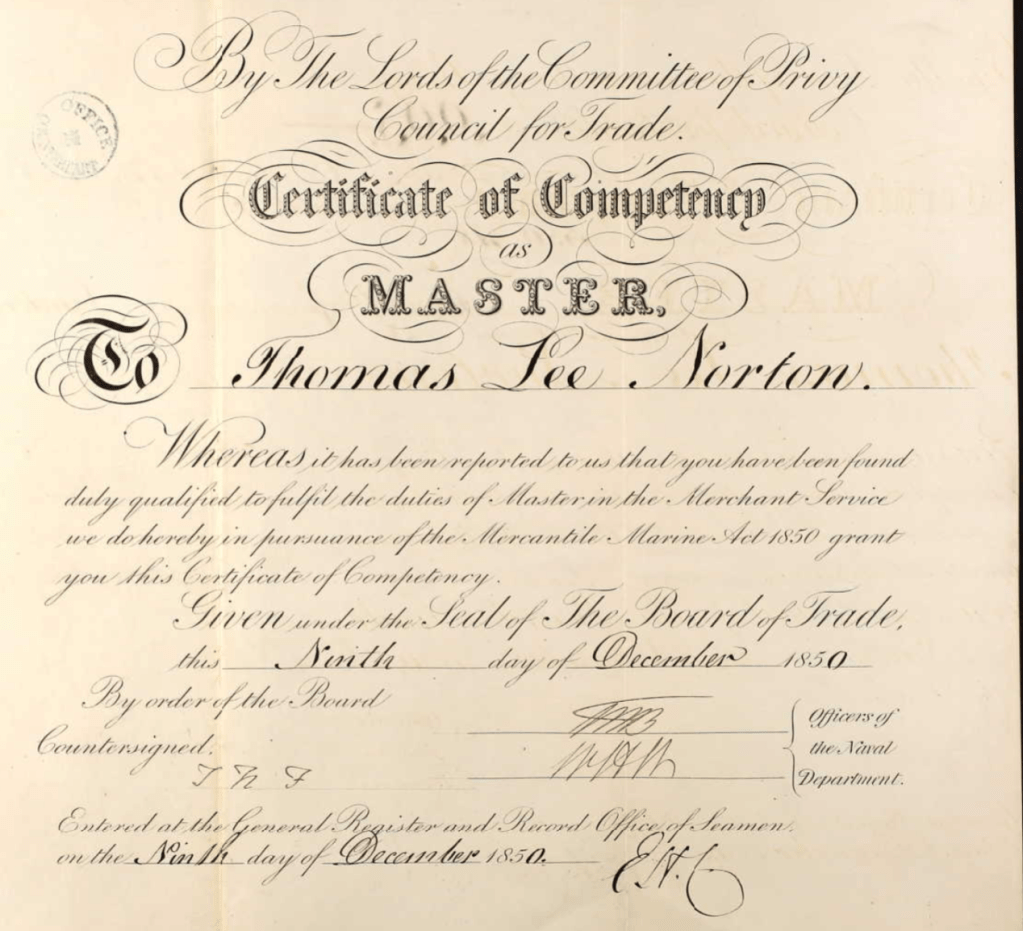 By The Lords of the Committee of Privy
Council for Trade.
OFFICE
Certificate of Competency
as
MASTER,
To Thomas Lee Norton.
Whereas it has been reported to us that you have been found
duly qualified to fulfil the duties of Master in the Merchant Service
we do hereby in pursuance of the Mercantile Marine Act 1850 grant
you this Certificate of Competency.
Given under the Seal of The Board of Trade,
this Ninth day of December 1850
By order of the Board
Officers of
the Naval
Department.
Countersigned.
Entered at the General Register and Record Office of Seamen.
on the Ninth day of December 1850.